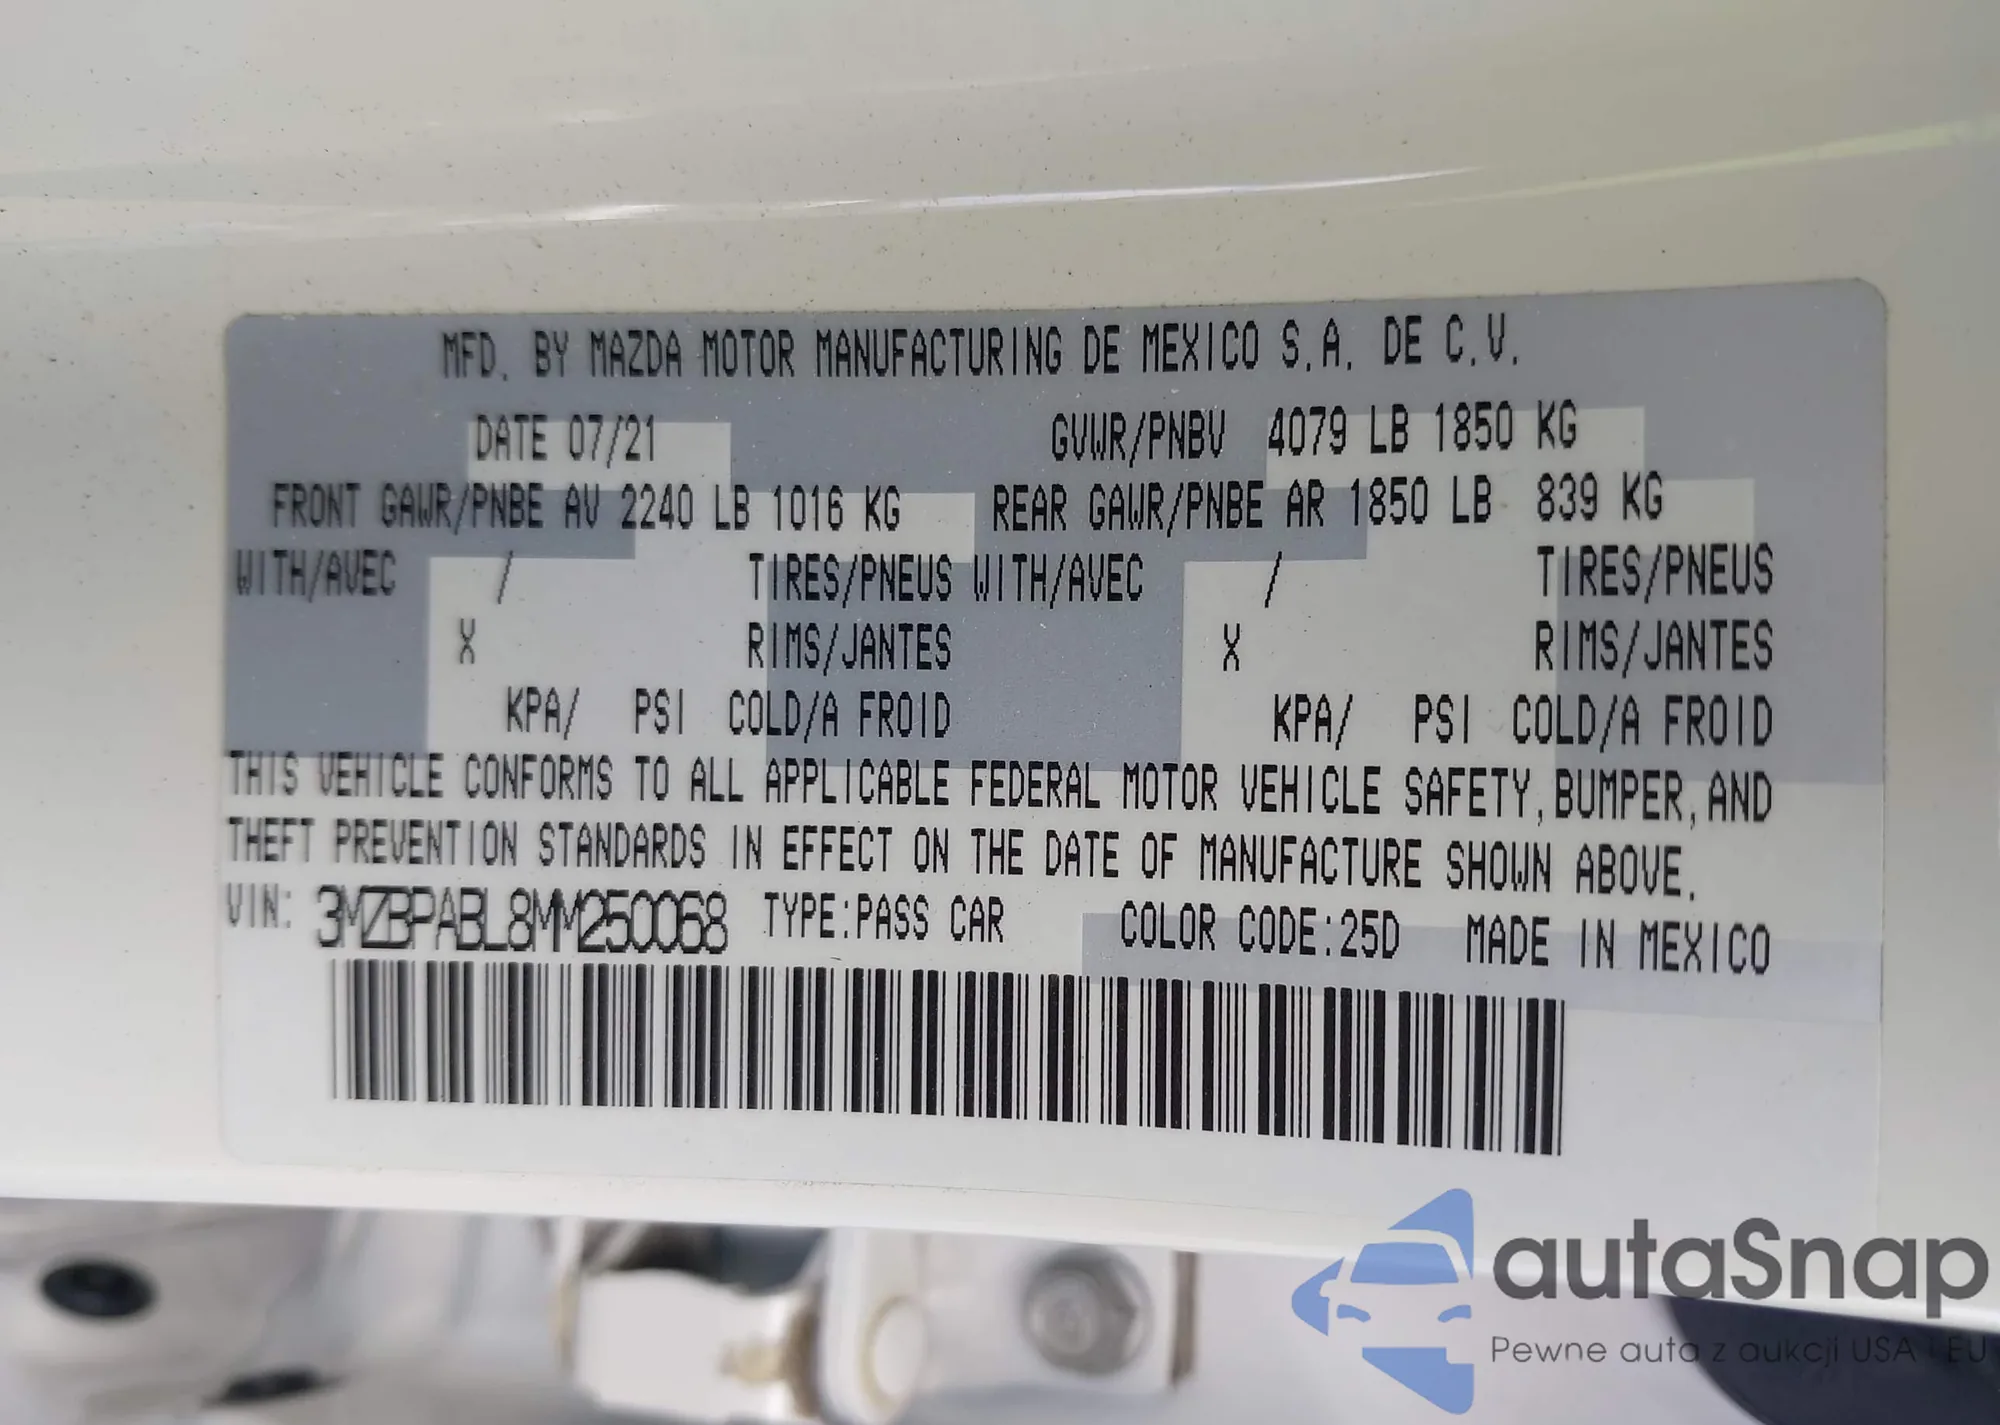 MFD. BY MAZDA MOTOR MANUFACTURING DE MEXICO S.A. DE C.V.
DATE 07/21 GVWR/PNBV 4079 LB 1850 KG
FRONT GAWR/PNBE AV 2240 LB 1016 KG REAR GAWR/PNBE AR 1850 LB 839 KG
WITH/AVEC / TIRES/PNEUS WITH/AVEC / TIRES/PNEUS
X RIMS/JANTES X RIMS/JANTES
KPA/ PSI COLD/A FROID KPA/ PSI COLD/A FROID
THIS VEHICLE CONFORMS TO ALL APPLICABLE FEDERAL MOTOR VEHICLE SAFETY,BUMPER,AND
THEFT PREVENTION STANDARDS IN EFFECT ON THE DATE OF MANUFACTURE SHOWN ABOVE.
VIN: 3MZBPABL8MM250068 TYPE:PASS CAR COLOR CODE:25D MADE IN MEXICO
autaSnap
Pewne auta z aukcji USA i EU